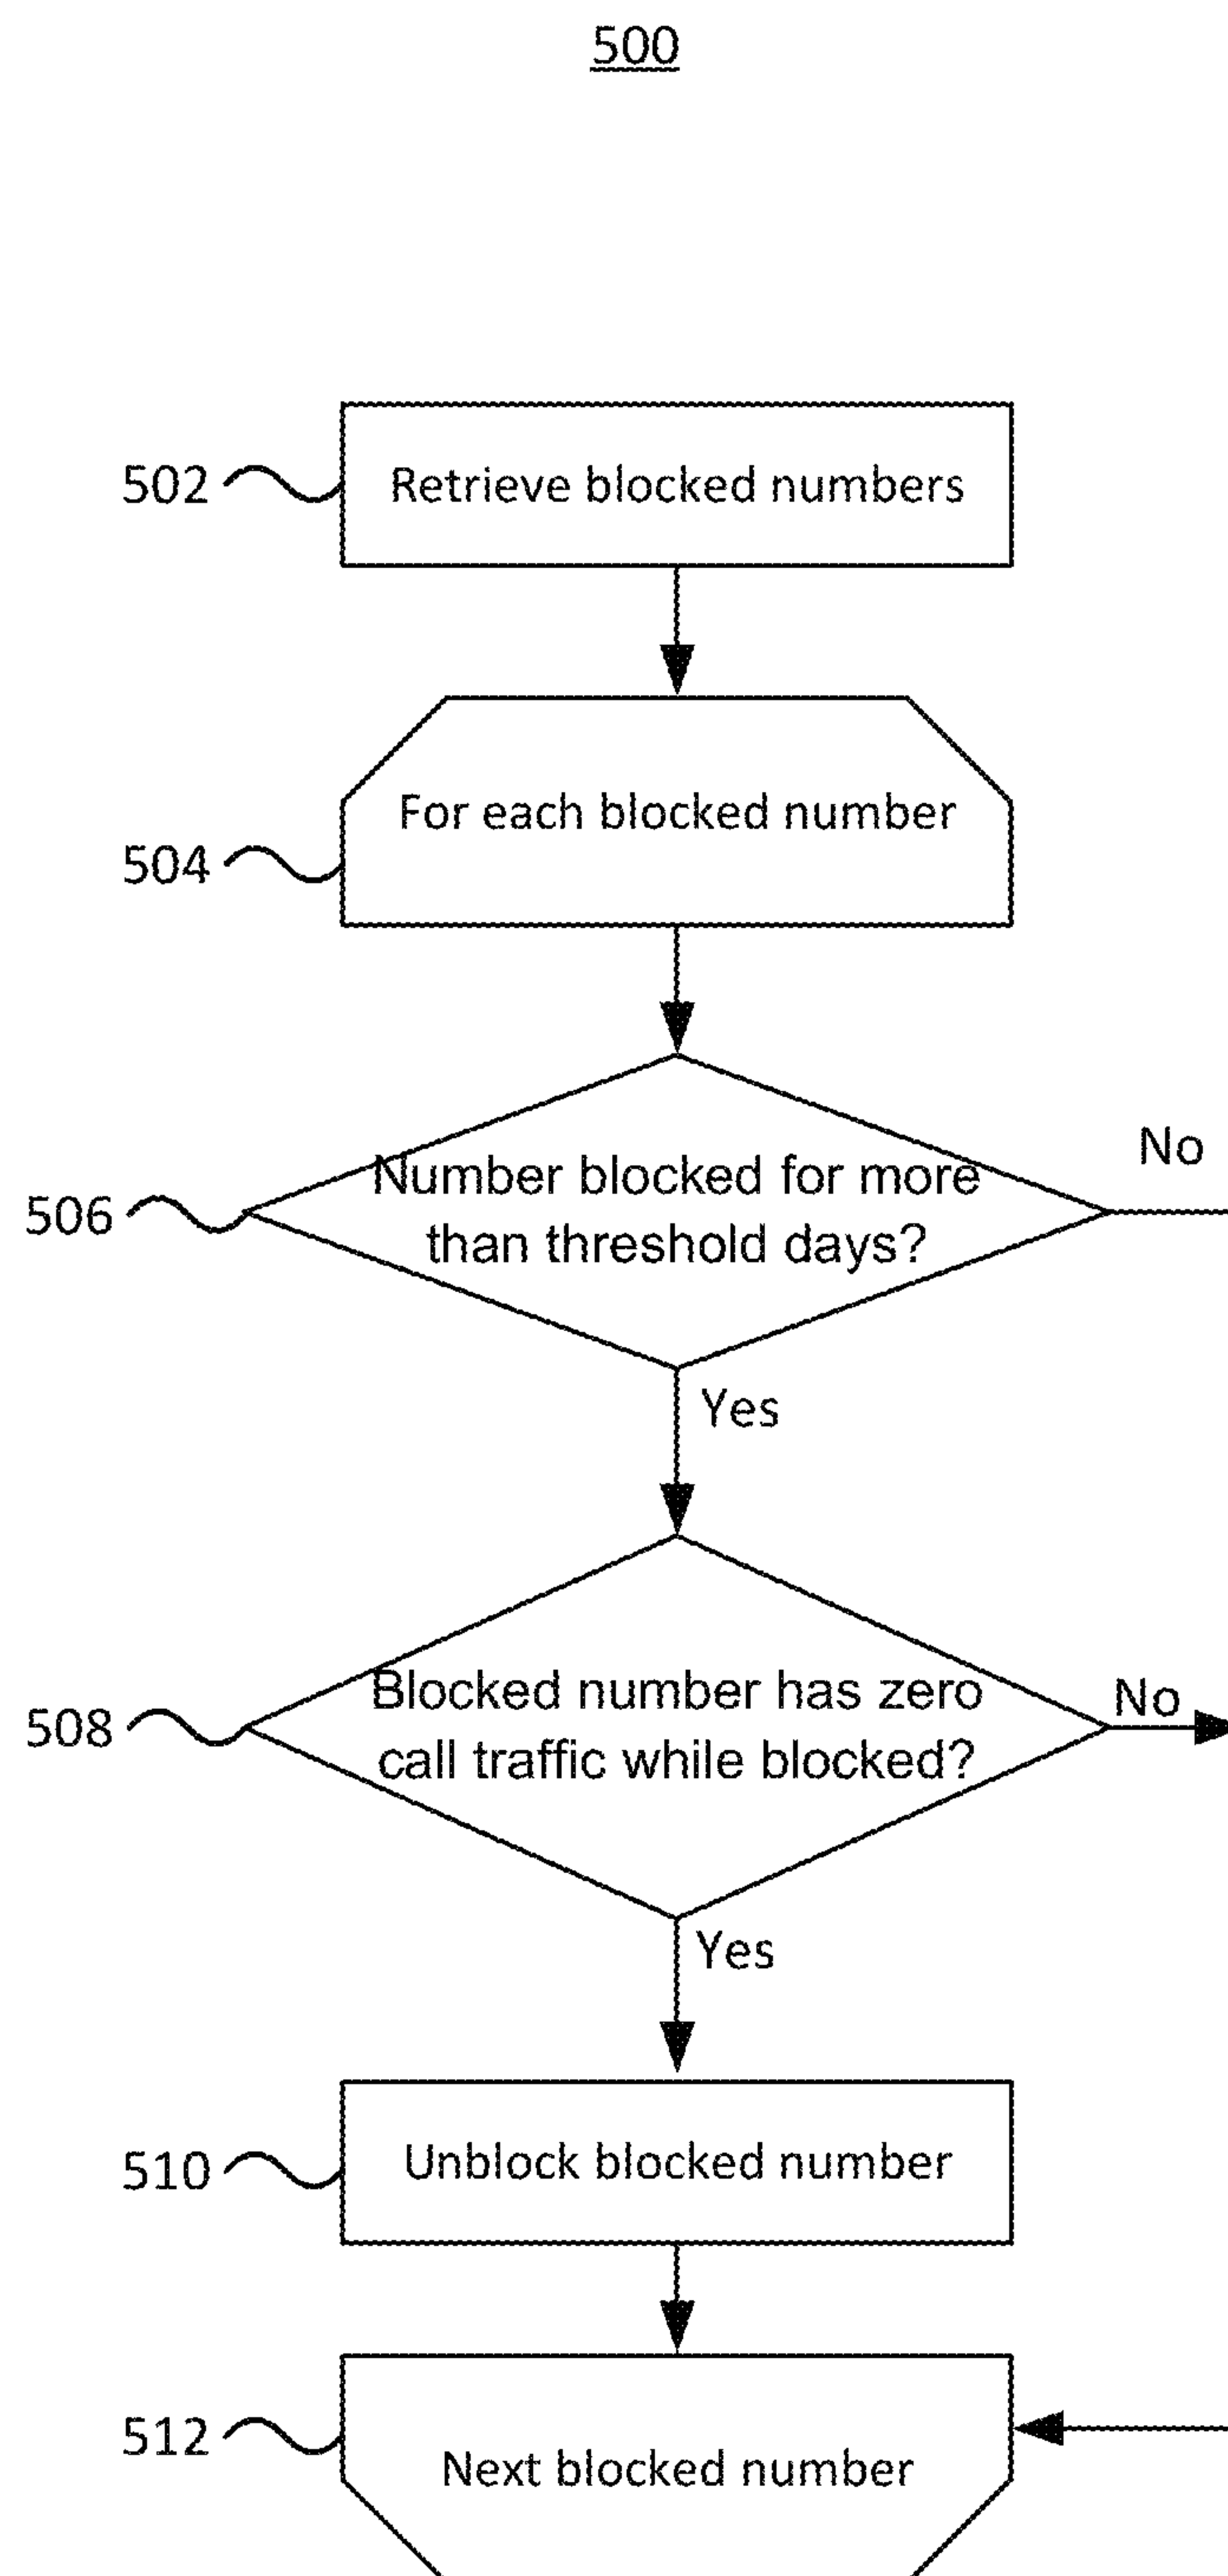 500
502
Retrieve blocked numbers
For each blocked number
504
No
Number blocked for more
506
than threshold days?
Yes
Blocked number has zero
No
508
call traffic while blocked?
Yes
510
Unblock blocked number
512
Next blocked number